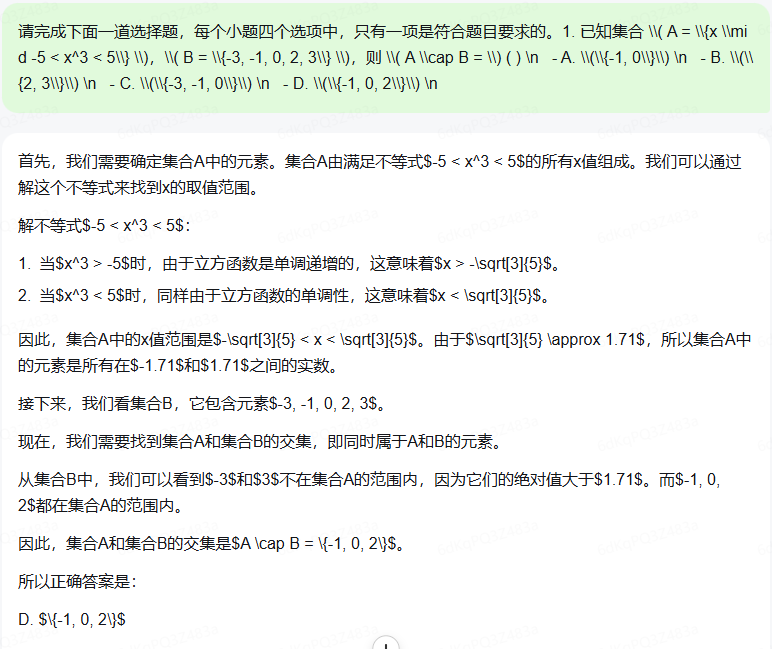 请完成下面一道选择题，每个小题四个选项中，只有一项是符合题目要求的。1. 已知集合 \\( A = \\{x \\mi
d -5 < x^3 < 5\\} \\)，\\( B = \\{-3, -1, 0, 2, 3\\} \\)，则 \\( A \\cap B = \\) ( ) \n   - A. \\(\\{-1, 0\\}\\) \n   - B. \\(\\
{2, 3\\}\\) \n   - C. \\(\\{-3, -1, 0\\}\\) \n   - D. \\(\\{-1, 0, 2\\}\\) \n
首先，我们需要确定集合A中的元素。集合A由满足不等式$-5 < x^3 < 5$的所有x值组成。我们可以通过
解这个不等式来找到x的取值范围。
解不等式$-5 < x^3 < 5$：
1. 当$x^3 > -5$时，由于立方函数是单调递增的，这意味着$x > -\sqrt[3]{5}$。
2. 当$x^3 < 5$时，同样由于立方函数的单调性，这意味着$x < \sqrt[3]{5}$。
因此，集合A中的x值范围是$-\sqrt[3]{5} < x < \sqrt[3]{5}$。由于$\sqrt[3]{5} \approx 1.71$，所以集合A中
的元素是所有在$-1.71$和$1.71$之间的实数。
接下来，我们看集合B，它包含元素$-3, -1, 0, 2, 3$。
现在，我们需要找到集合A和集合B的交集，即同时属于A和B的元素。
从集合B中，我们可以看到$-3$和$3$不在集合A的范围内，因为它们的绝对值大于$1.71$。而$-1, 0,
2$都在集合A的范围内。
因此，集合A和集合B的交集是$A \cap B = \{-1, 0, 2\}$。
所以正确答案是：
D. $\{-1, 0, 2\}$